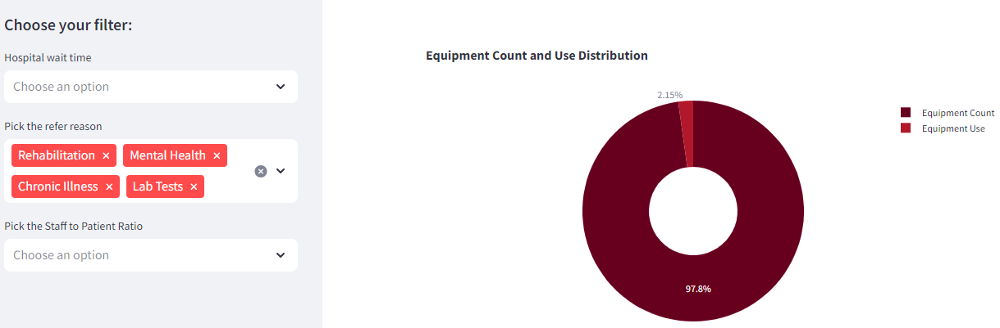 Choose your filter:
Hospital wait time
Choose an option
Pick the refer reason
Rehabilitation × Mental Health ×
Chronic Illness × Lab Tests ×
Pick the Staff to Patient Ratio
Choose an option
Equipment Count and Use Distribution
2.15%
97.8%
Equipment Count
Equipment Use